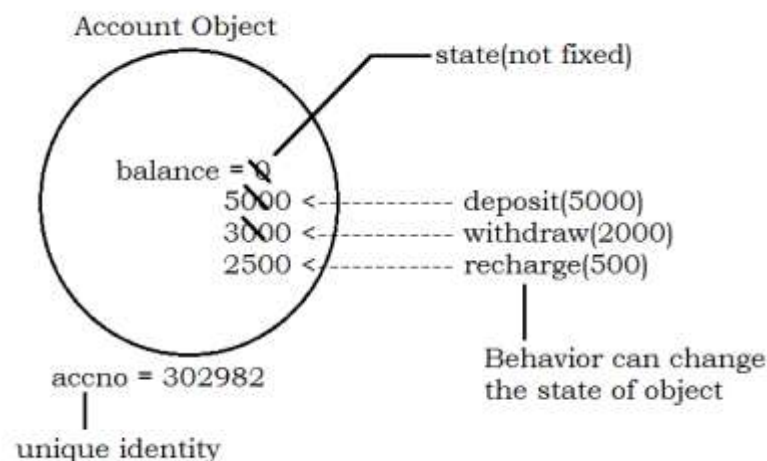 Account Object
state(not fixed)
balance = 0
5000 <------------ deposit(5000)
3000 <------------ withdraw(2000)
2500 <------------ recharge(500)
Behavior can change
the state of object
accno = 302982
unique identity